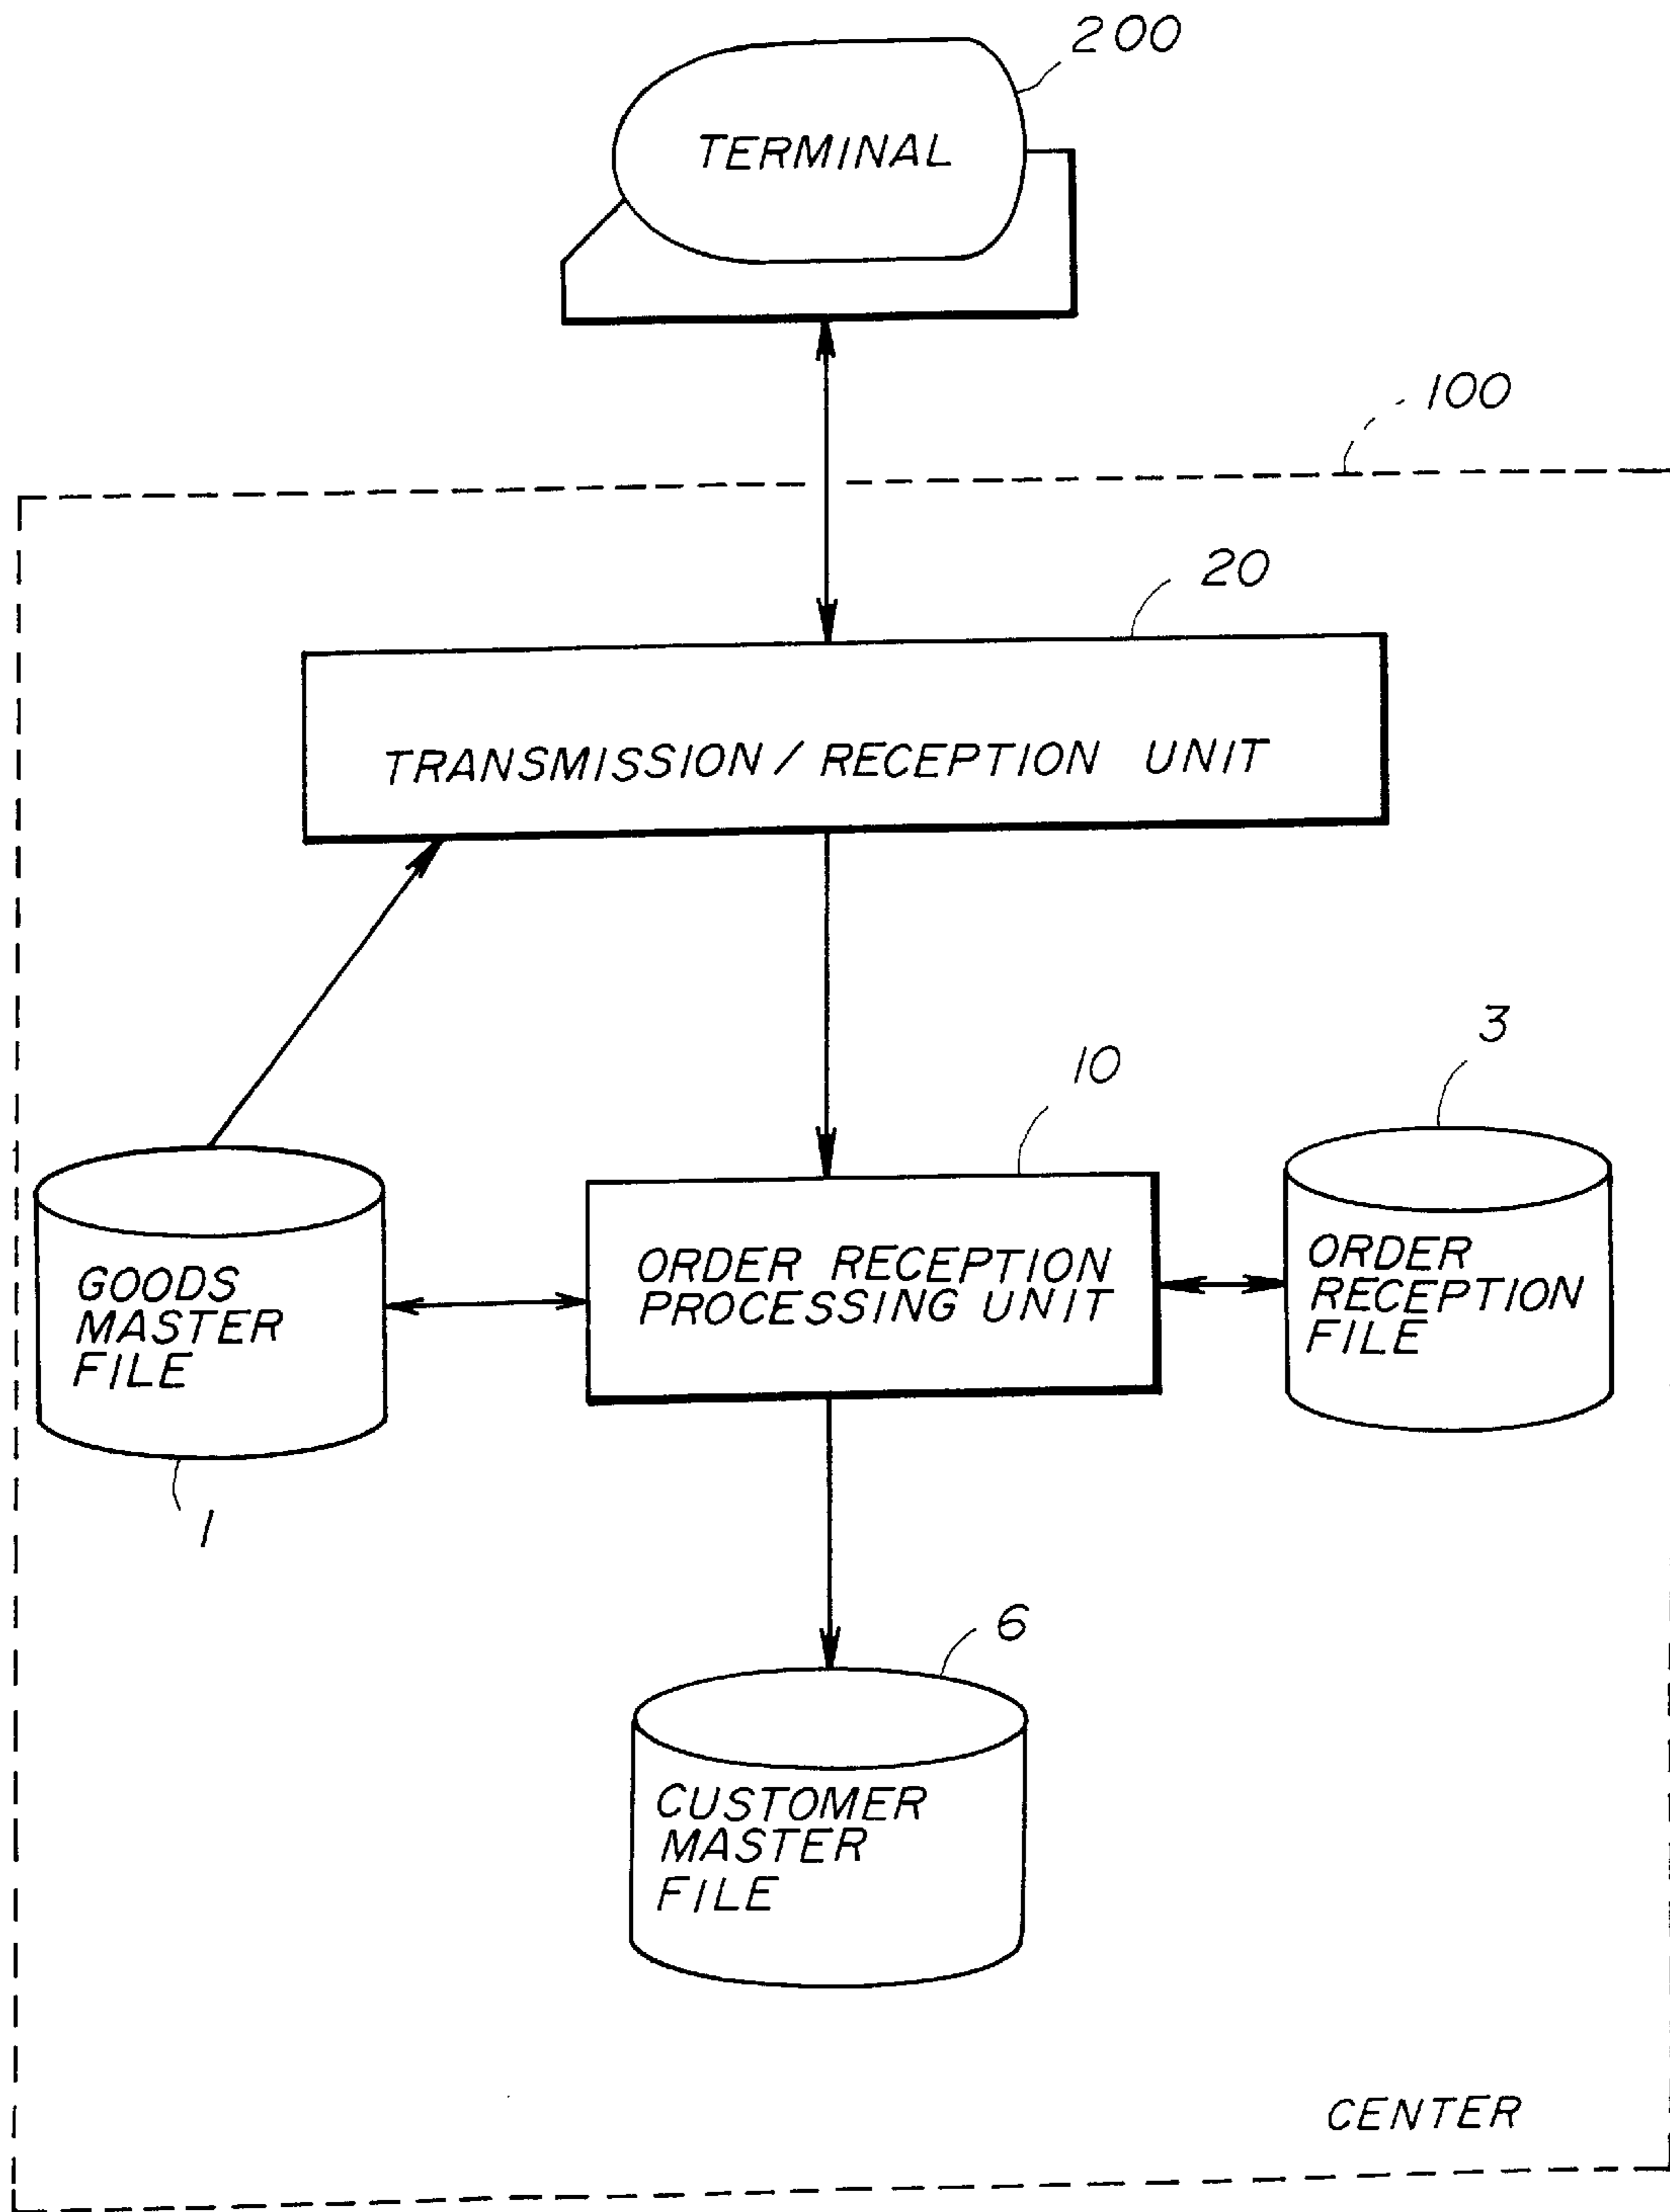 200
TERMINAL
100
20
TRANSMISSION / RECEPTION UNIT
3
10
ORDER RECEPTION
PROCESSING UNIT
ORDER
RECEPTION
FILE
GOODS
MASTER
FILE
1
6
CUSTOMER
MASTER
FILE
CENTER